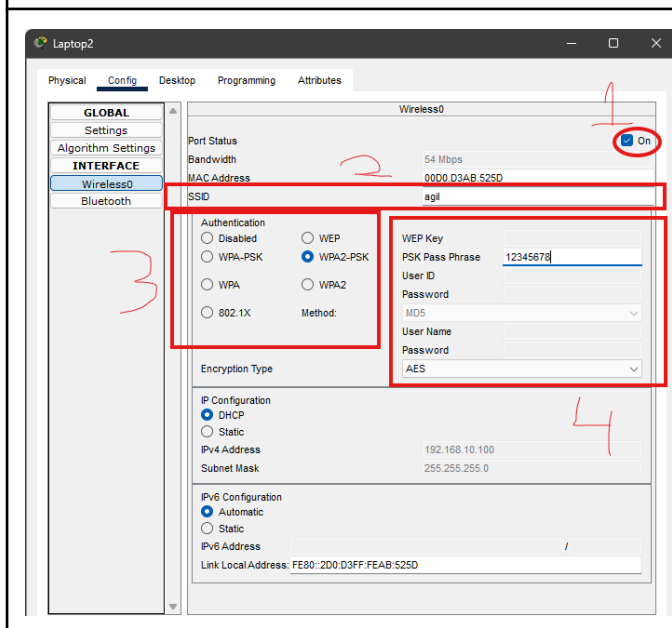 Laptop2
Physical Config Desktop Programming Attributes
GLOBAL
Settings
Algorithm Settings
INTERFACE
Wireless0
Bluetooth
Wireless0
1
Port Status On
Bandwidth 54 Mbps
2
MAC Address 00D0.D3AB.525D
SSID agil
3
Authentication
Disabled WEP
WPA-PSK WPA2-PSK
WPA WPA2
802.1X Method:
WEP Key
PSK Pass Phrase 12345678
User ID
Password
MD5
User Name
Password
Encryption Type AES
4
IP Configuration
DHCP
Static
IPv4 Address 192.168.10.100
Subnet Mask 255.255.255.0
IPv6 Configuration
Automatic
Static
IPv6 Address /
Link Local Address: FE80::2D0:D3FF:FEAB:525D